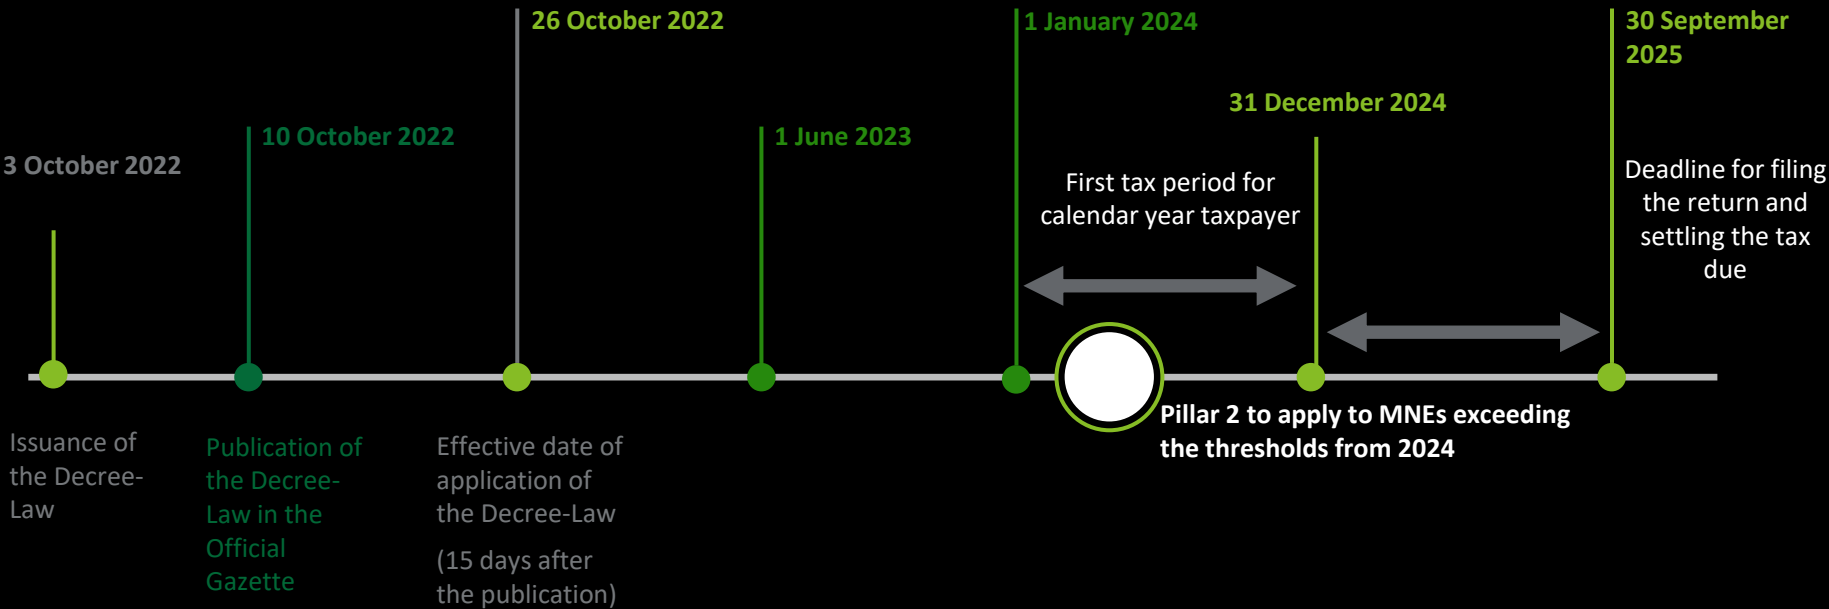 3 October 2022
10 October 2022
26 October 2022
1 June 2023
1 January 2024
31 December 2024
30 September
2025
First tax period for
calendar year taxpayer
Deadline for filing
the return and
settling the tax
due
Pillar 2 to apply to MNEs exceeding
the thresholds from 2024
Issuance of
the Decree-
Law
Publication of
the Decree-
Law in the
Official
Gazette
Effective date of
application of
the Decree-Law
(15 days after
the publication)